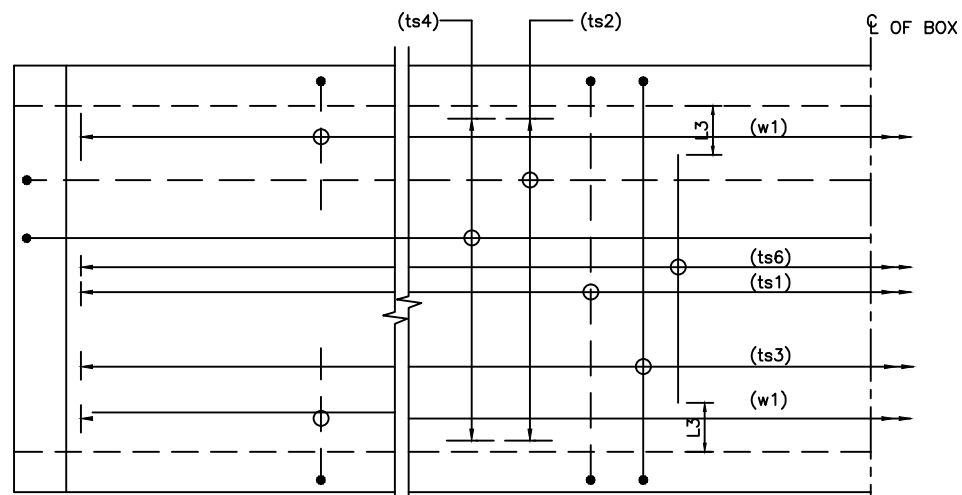 (ts4)
(ts2)
℄ OF BOX
L3
(w1)
(ts6)
(ts1)
(ts3)
(w1)
L3